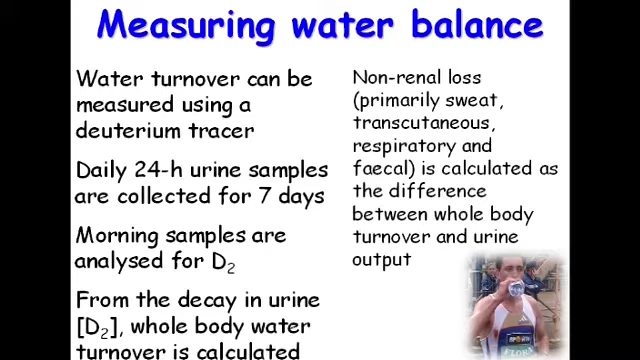 Measuring water balance
Water turnover can be
measured using a
deuterium tracer
Daily 24-h urine samples
are collected for 7 days
Morning samples are
analysed for D₂
From the decay in urine
[D₂], whole body water
turnover is calculated
Non-renal loss
(primarily sweat,
transcutaneous,
respiratory and
faecal) is calculated as
the difference
between whole body
turnover and urine
output
FLORA